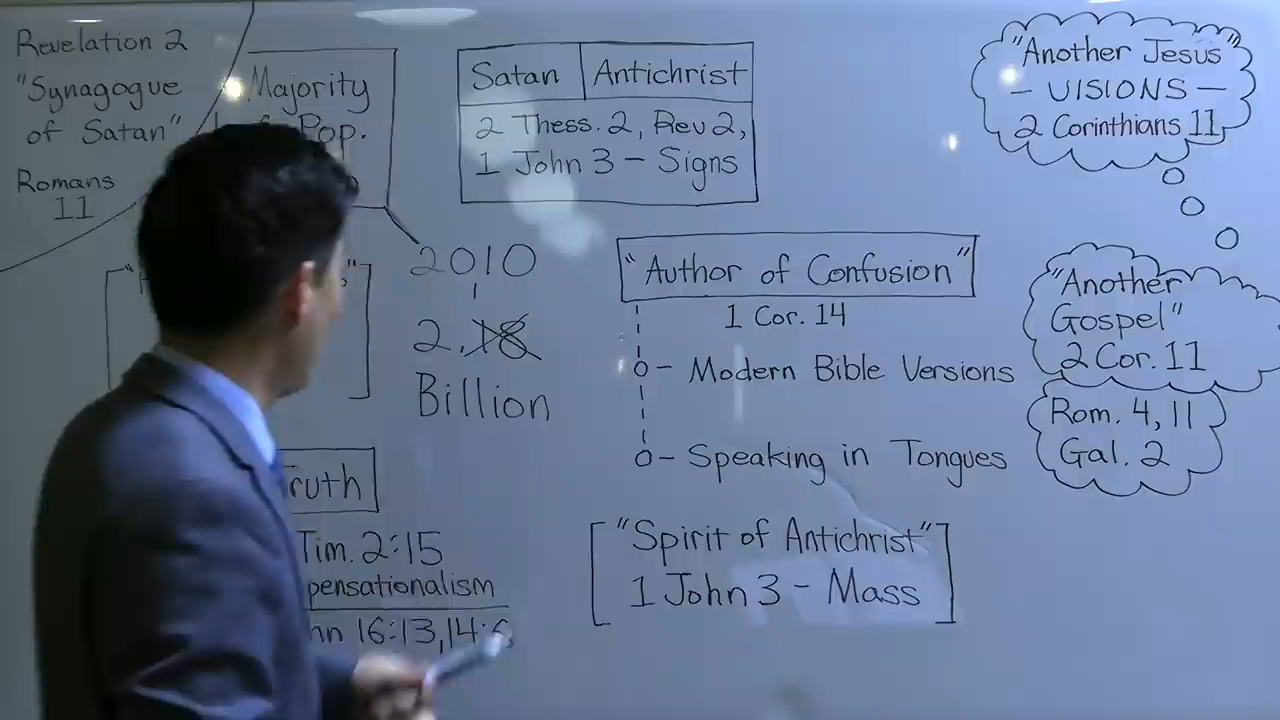 Revelation 2
"Synagogue
of Satan"
Romans
11
Majority
Pop.
Satan
Antichrist
2 Thess. 2, Rev 2,
1 John 3 - Signs
"Another Jesus"
- VISIONS -
2 Corinthians 11
2010
2.18
Billion
"Author of Confusion"
1 Cor. 14
o- Modern Bible Versions
o- Speaking in Tongues
"Another
Gospel"
2 Cor. 11
Rom. 4, 11
Gal. 2
ruth
Tim. 2:15
pensationalism
hn 16:13,14:6
"Spirit of Antichrist"
1 John 3 - Mass